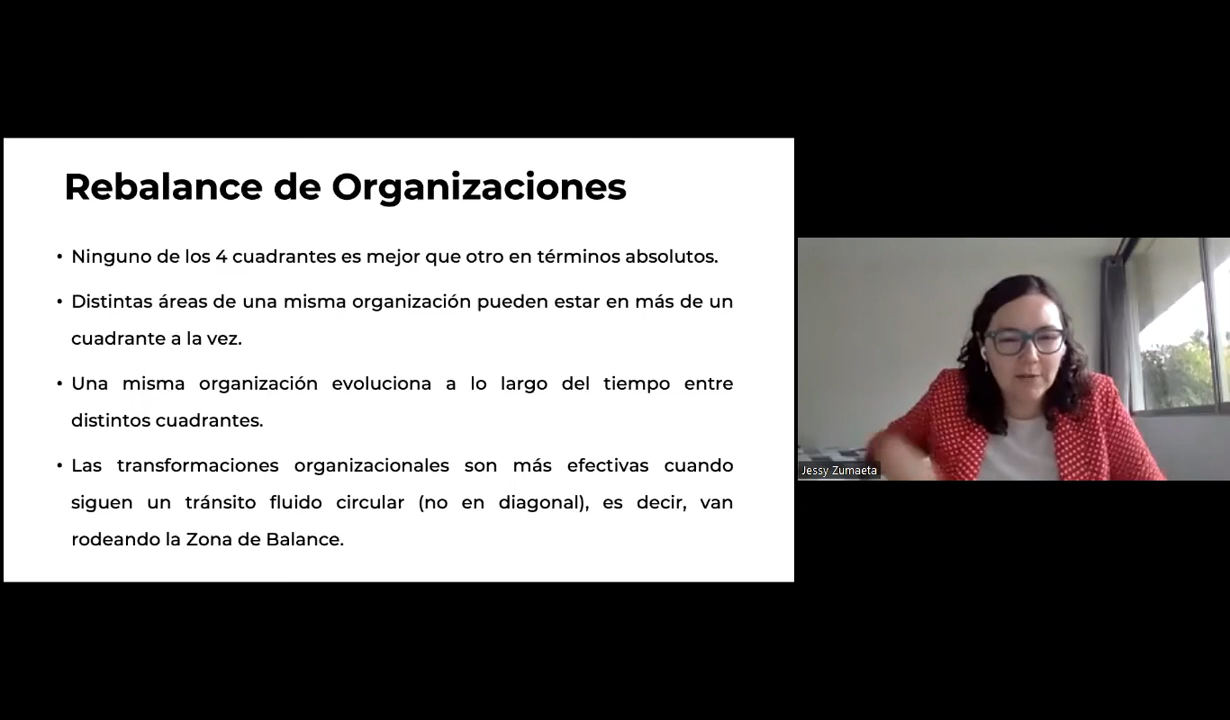 Rebalance de Organizaciones
• Ninguno de los 4 cuadrantes es mejor que otro en términos absolutos.
• Distintas áreas de una misma organización pueden estar en más de un
cuadrante a la vez.
• Una misma organización evoluciona a lo largo del tiempo entre
distintos cuadrantes.
• Las transformaciones organizacionales son más efectivas cuando
siguen un tránsito fluido circular (no en diagonal), es decir, van
rodeando la Zona de Balance.
Jessy Zumaeta